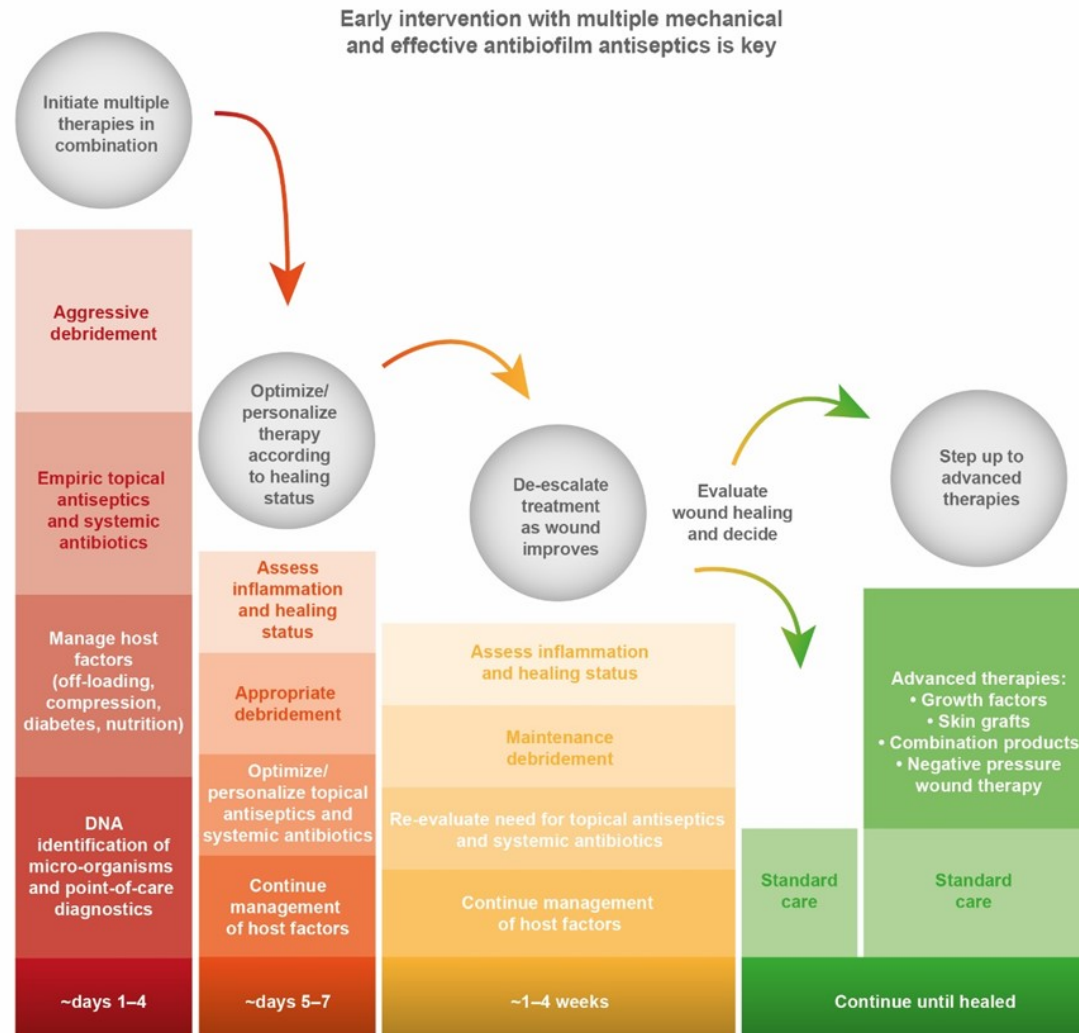 Early intervention with multiple mechanical
and effective antibiofilm antiseptics is key
Initiate multiple
therapies in
combination
Aggressive
debridement
Empiric topical
antiseptics
and systemic
antibiotics
Manage host
factors
(off-loading,
compression,
diabetes, nutrition)
DNA
identification of
micro-organisms
and point-of-care
diagnostics
~days 1–4
Optimize/
personalize
therapy
according
to healing
status
Assess
inflammation
and healing
status
Appropriate
debridement
Optimize/
personalize topical
antiseptics and
systemic antibiotics
Continue
management
of host factors
~days 5–7
De-escalate
treatment
as wound
improves
Assess inflammation
and healing status
Maintenance
debridement
Re-evaluate need for topical antiseptics
and systemic antibiotics
Continue management
of host factors
~1–4 weeks
Evaluate
wound healing
and decide
Standard
care
Step up to
advanced
therapies
Advanced therapies:
• Growth factors
• Skin grafts
• Combination products
• Negative pressure
wound therapy
Standard
care
Continue until healed